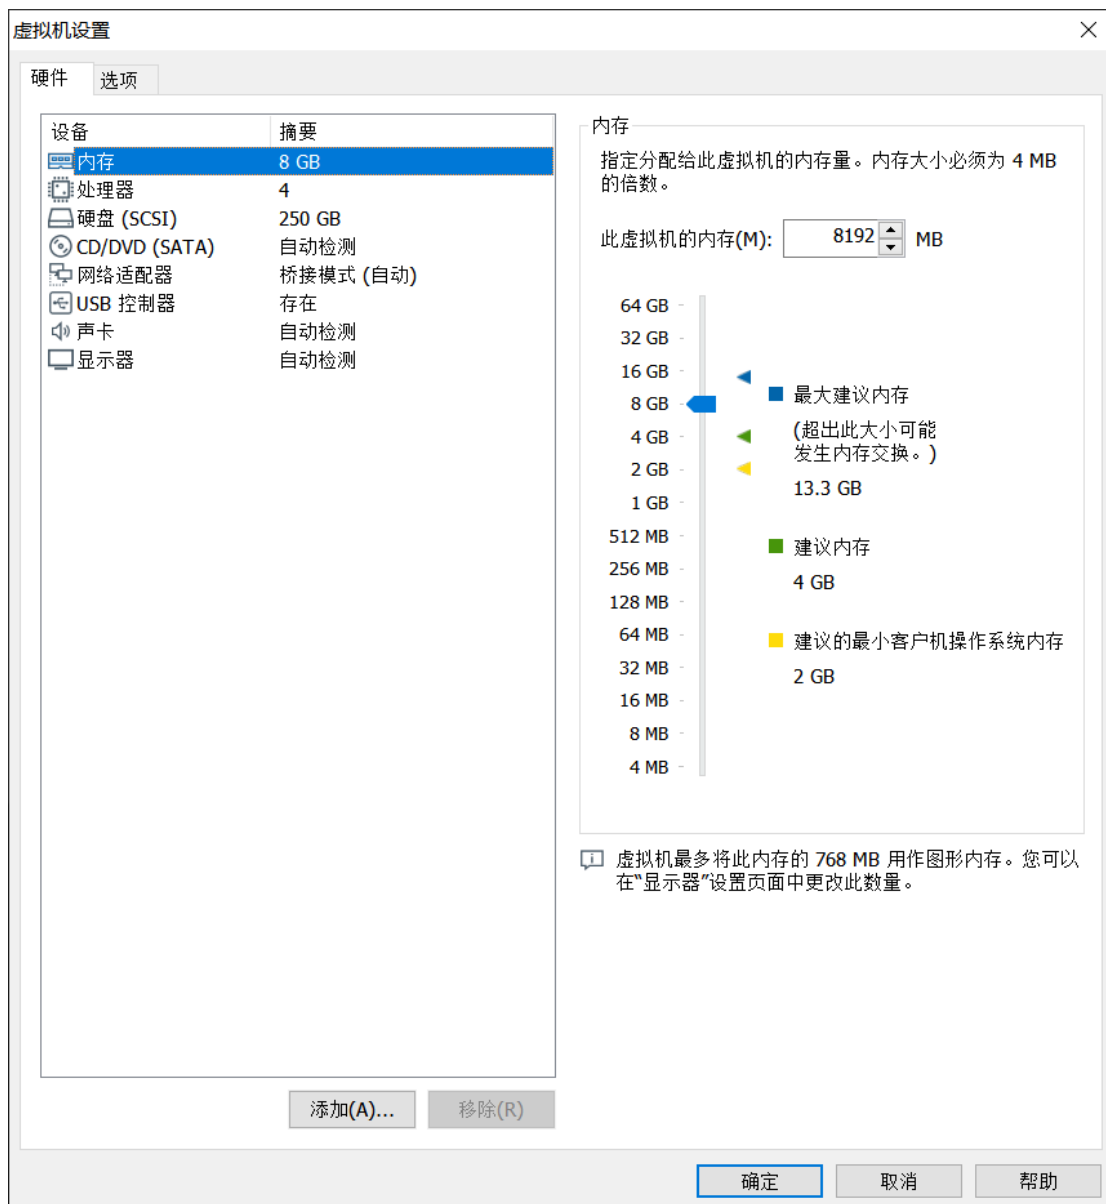 虚拟机设置
硬件
选项
设备 摘要
内存 8 GB
处理器 4
硬盘 (SCSI) 250 GB
CD/DVD (SATA) 自动检测
网络适配器 桥接模式 (自动)
USB 控制器 存在
声卡 自动检测
显示器 自动检测
添加(A)...
移除(R)
内存
指定分配给此虚拟机的内存量。内存大小必须为 4 MB
的倍数。
此虚拟机的内存(M): 8192 MB
64 GB
32 GB
16 GB
8 GB
4 GB
2 GB
1 GB
512 MB
256 MB
128 MB
64 MB
32 MB
16 MB
8 MB
4 MB
最大建议内存
(超出此大小可能
发生内存交换。)
13.3 GB
建议内存
4 GB
建议的最小客户机操作系统内存
2 GB
虚拟机最多将此内存的 768 MB 用作图形内存。您可以
在“显示器”设置页面中更改此数量。
确定
取消
帮助